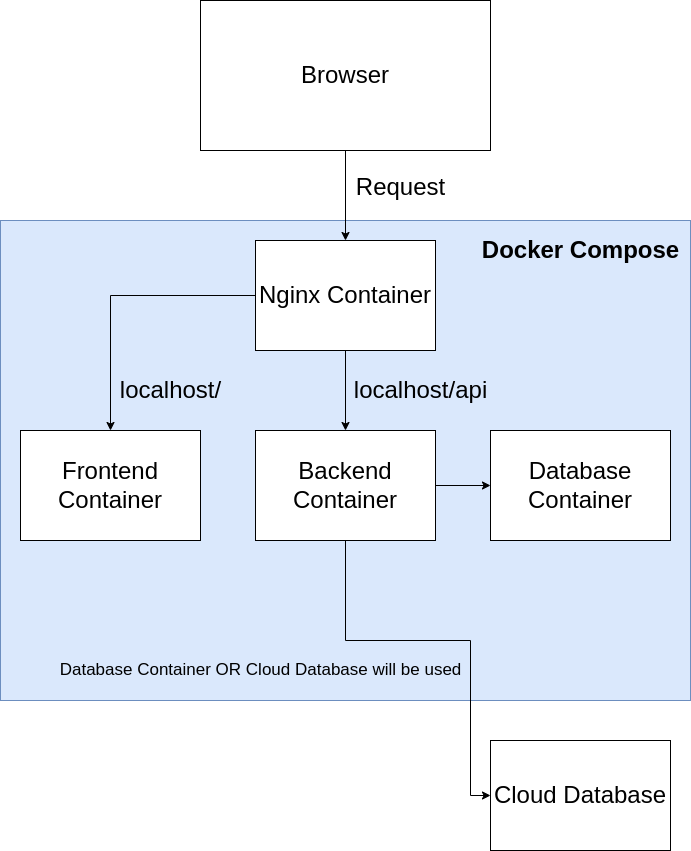 Browser
Request
Docker Compose
Nginx Container
localhost/
localhost/api
Frontend
Container
Backend
Container
Database
Container
Database Container OR Cloud Database will be used
Cloud Database